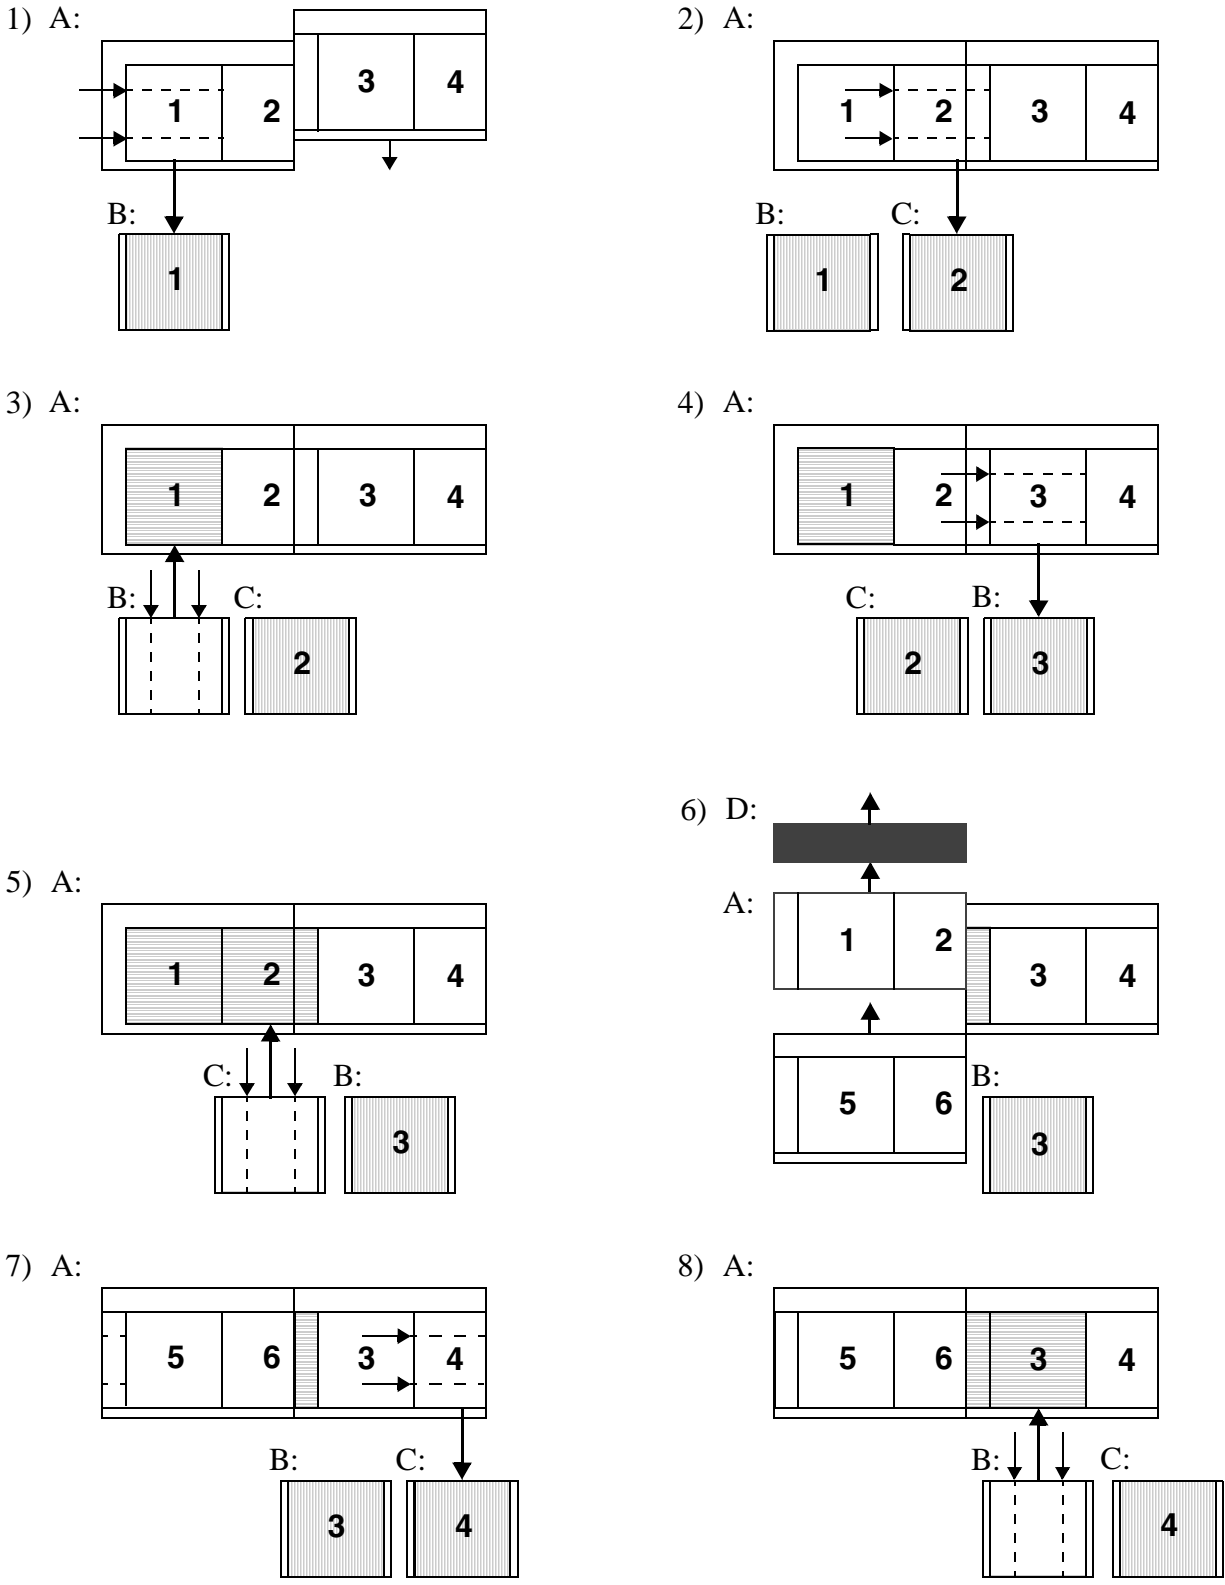 1) A:
1 2 3 4
B:
1
2) A:
1 2 3 4
B: C:
1 2
3) A:
1 2 3 4
B: C:
2
4) A:
1 2 3 4
C: B:
2 3
5) A:
1 2 3 4
C: B:
3
6) D:
A:
1 2 3 4
B:
5 6
3
7) A:
5 6 3 4
B: C:
3 4
8) A:
5 6 3 4
B: C:
4